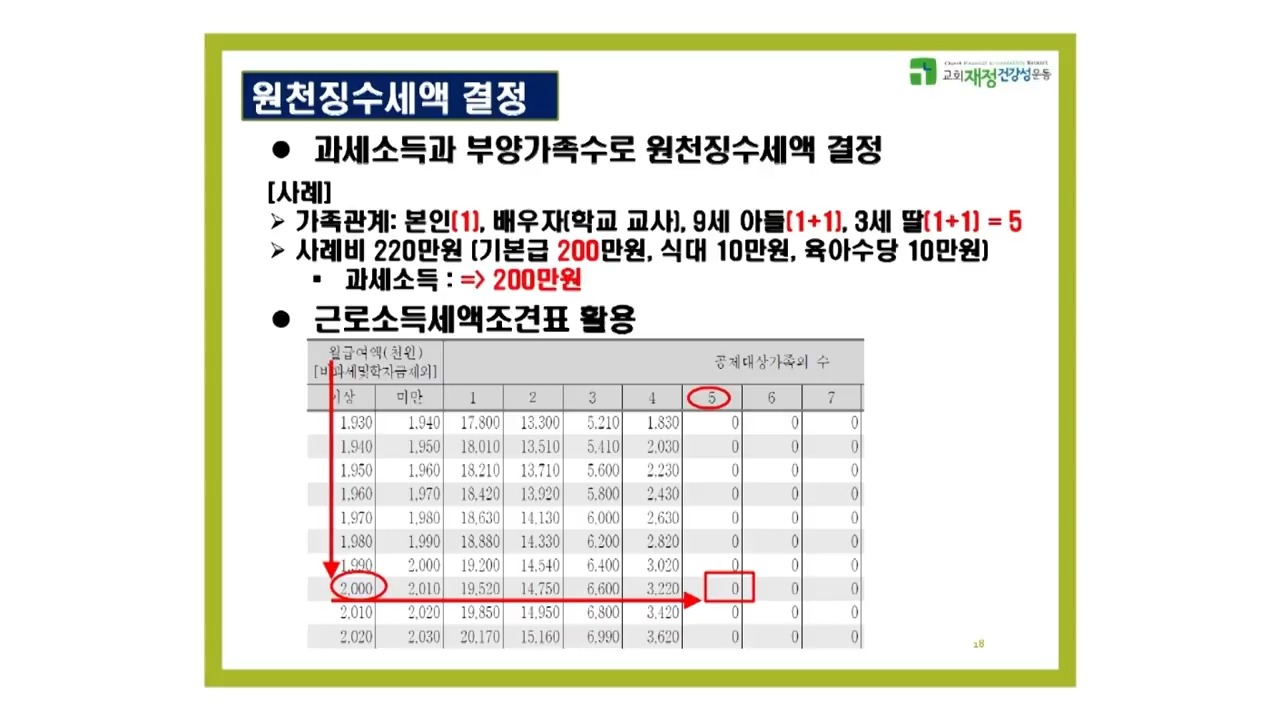 교회재정건강성운동
원천징수세액 결정
● 과세소득과 부양가족수로 원천징수세액 결정
[사례]
➢ 가족관계: 본인(1), 배우자(학교 교사), 9세 아들(1+1), 3세 딸(1+1) = 5
➢ 사례비 220만원 (기본급 200만원, 식대 10만원, 육아수당 10만원)
▪ 과세소득 : => 200만원
● 근로소득세액조견표 활용
월급여액(천원) 공제대상가족의 수
[비과세및학자금제외]
이상 미만 1 2 3 4 5 6 7
1,930 1,940 17,800 13,300 5,210 1,830 0 0 0
1,940 1,950 18,010 13,510 5,410 2,030 0 0 0
1,950 1,960 18,210 13,710 5,600 2,230 0 0 0
1,960 1,970 18,420 13,920 5,800 2,430 0 0 0
1,970 1,980 18,630 14,130 6,000 2,630 0 0 0
1,980 1,990 18,880 14,330 6,200 2,820 0 0 0
1,990 2,000 19,200 14,540 6,400 3,020 0 0 0
2,000 2,010 19,520 14,750 6,600 3,220 0 0 0
2,010 2,020 19,850 14,950 6,800 3,420 0 0 0
2,020 2,030 20,170 15,160 6,990 3,620 0 0 0
18